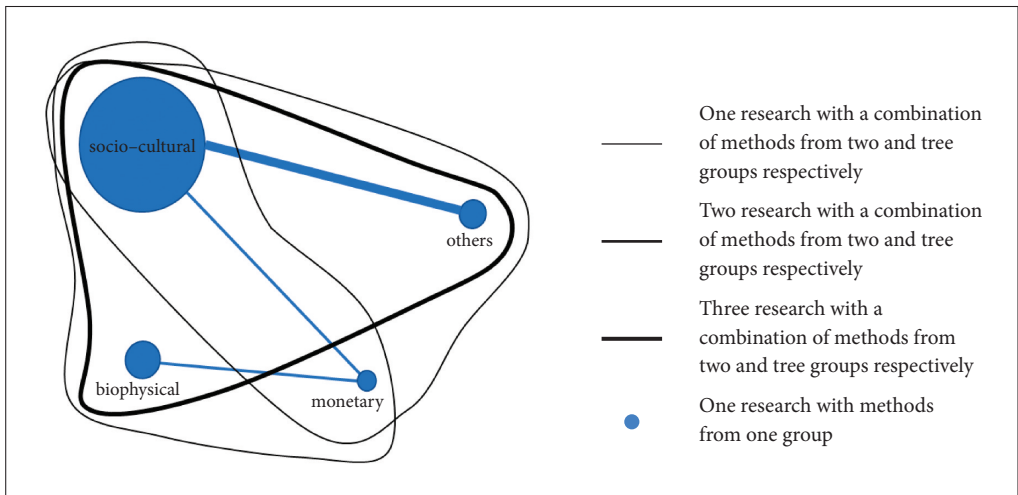 socio–cultural
others
biophysical
monetary
One research with a combination
of methods from two and tree
groups respectively
Two research with a combination
of methods from two and tree
groups respectively
Three research with a
combination of methods from
two and tree groups respectively
One research with methods
from one group